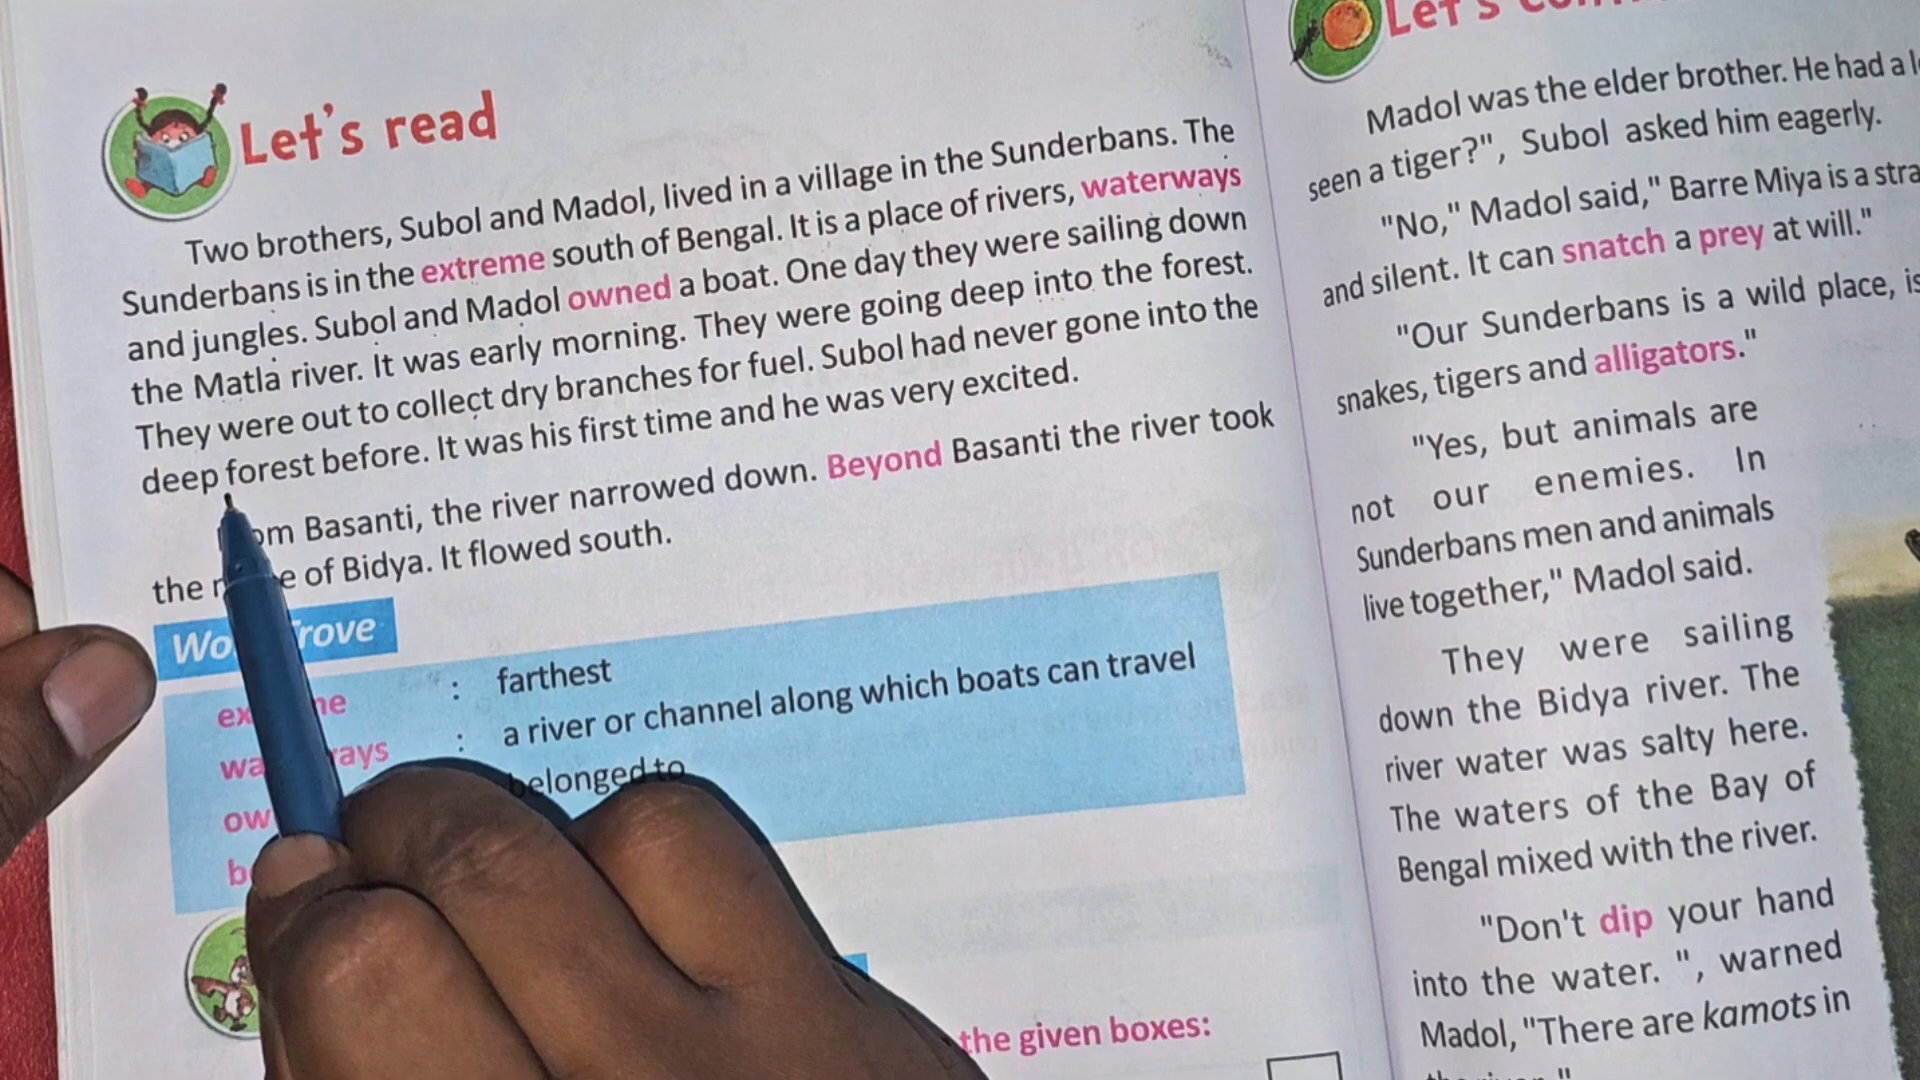 Let's read
Two brothers, Subol and Madol, lived in a village in the Sunderbans. The
Sunderbans is in the extreme south of Bengal. It is a place of rivers, waterways
and jungles. Subol and Madol owned a boat. One day they were sailing down
the Matla river. It was early morning. They were going deep into the forest.
They were out to collect dry branches for fuel. Subol had never gone into the
deep forest before. It was his first time and he was very excited.
Basanti, the river narrowed down. Beyond Basanti the river took
the of Bidya. It flowed south.
: farthest
: a river or channel along which boats can travel
belonged to
the given boxes:
Let's
Madol was the elder brother. He had a
seen a tiger?", Subol asked him eagerly.
"No," Madol said," Barre Miya is a
and silent. It can snatch a prey at will."
"Our Sunderbans is a wild place,
snakes, tigers and alligators."
"Yes, but animals are
not our enemies. In
Sunderbans men and animals
live together," Madol said.
They were sailing
down the Bidya river. The
river water was salty here.
The waters of the Bay of
Bengal mixed with the river.
"Don't dip your hand
into the water. ", warned
Madol, "There are kamots in